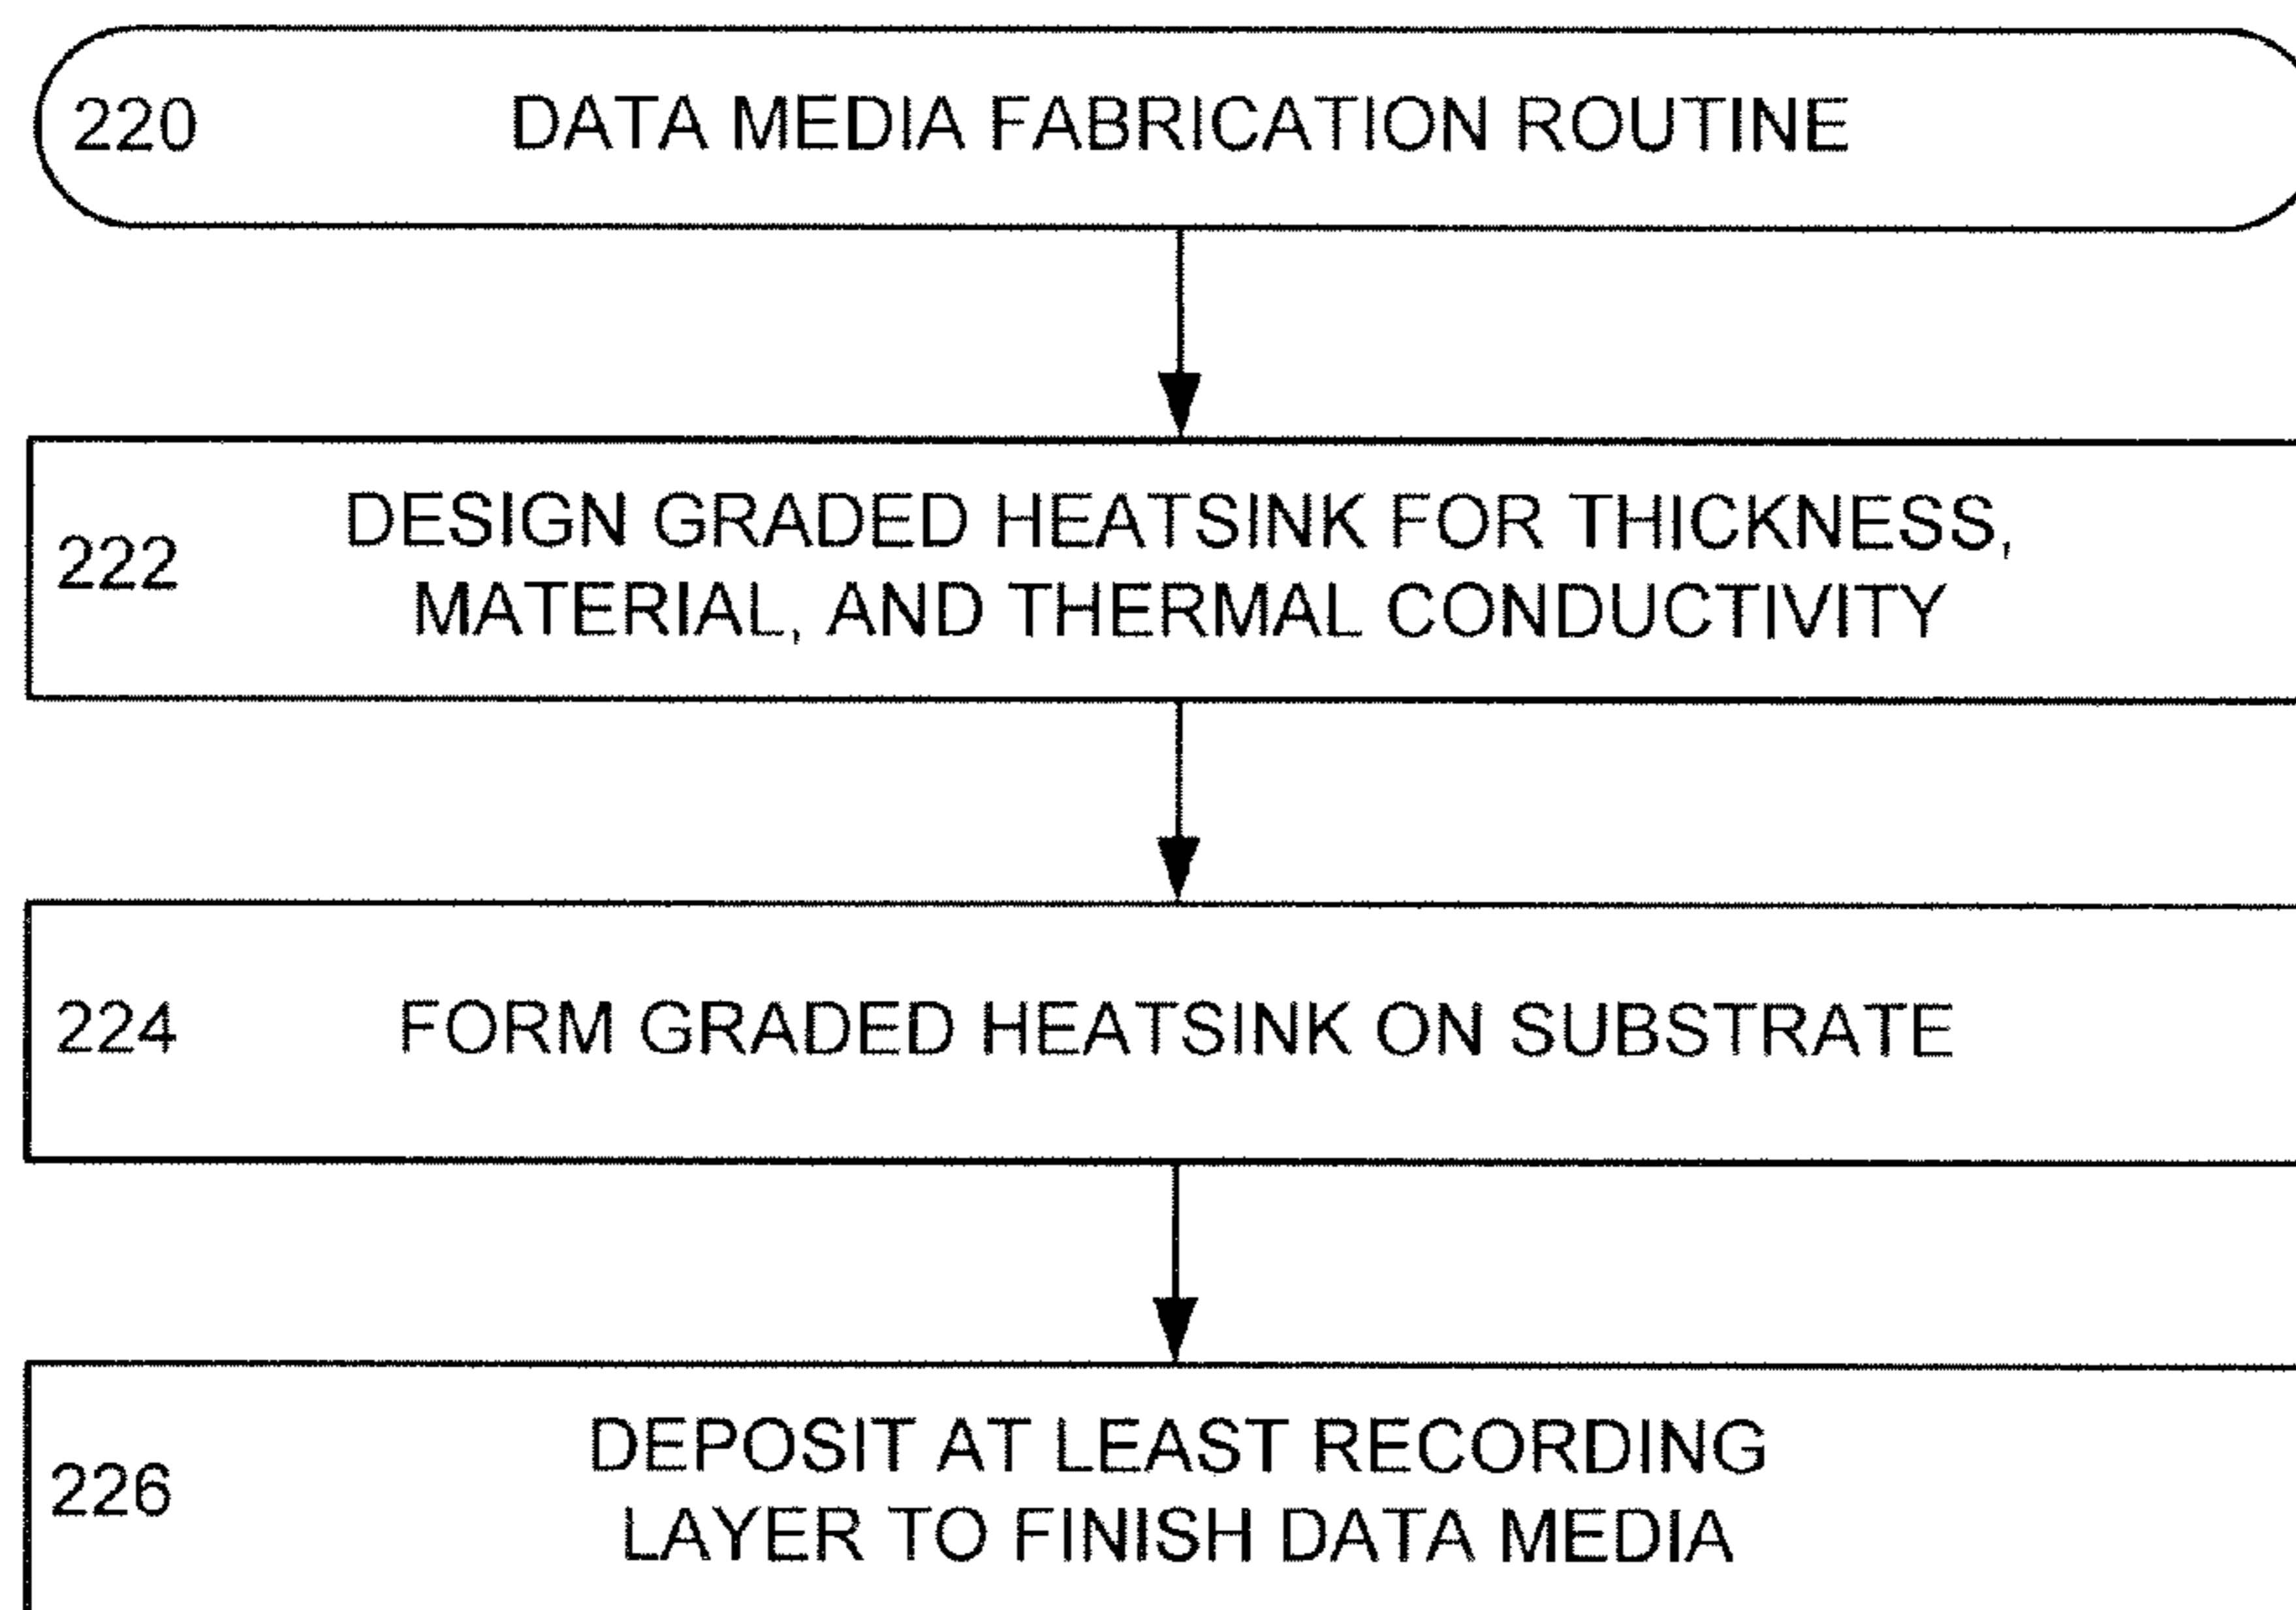 220 DATA MEDIA FABRICATION ROUTINE
222 DESIGN GRADED HEATSINK FOR THICKNESS,
MATERIAL, AND THERMAL CONDUCTIVITY
224 FORM GRADED HEATSINK ON SUBSTRATE
226 DEPOSIT AT LEAST RECORDING
LAYER TO FINISH DATA MEDIA